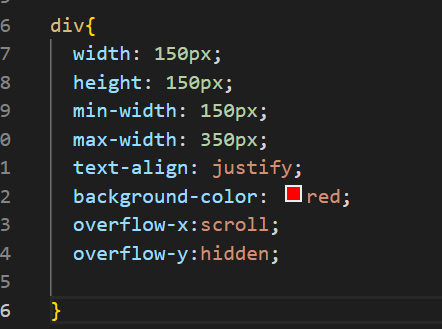 6 div{
7 width: 150px;
8 height: 150px;
9 min-width: 150px;
0 max-width: 350px;
1 text-align: justify;
2 background-color: red;
3 overflow-x:scroll;
4 overflow-y:hidden;
5
6 }